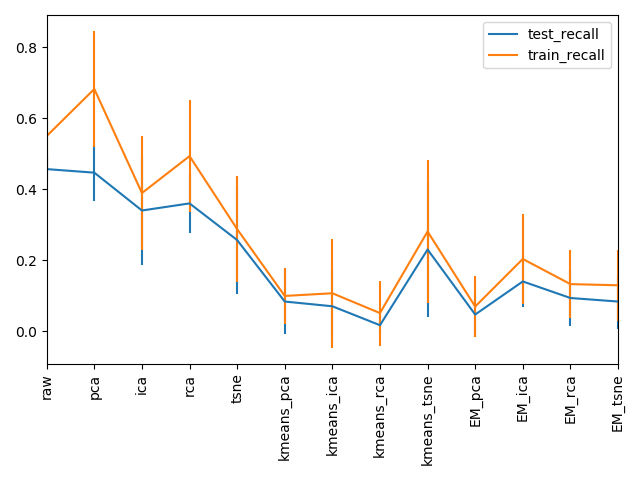 test_recall
train_recall
0.8
0.6
0.4
0.2
0.0
raw
pca
ica
rca
tsne
kmeans_pca
kmeans_ica
kmeans_rca
kmeans_tsne
EM_pca
EM_ica
EM_rca
EM_tsne